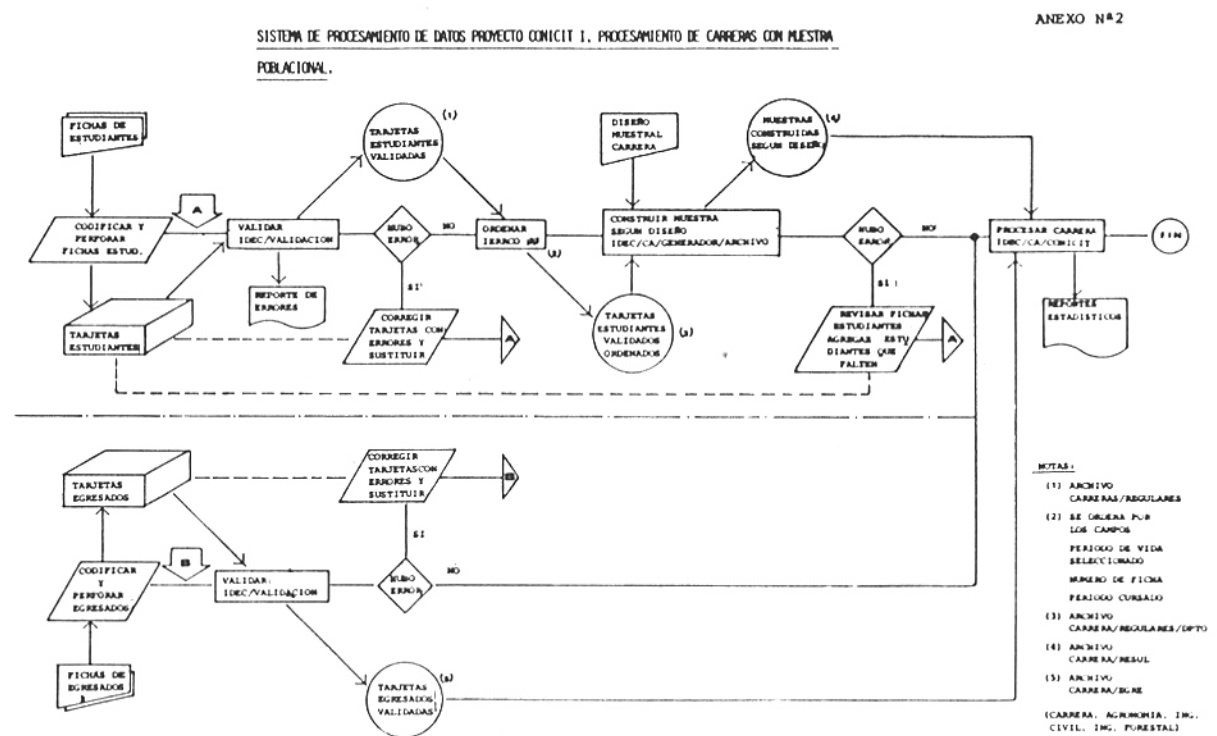 ANEXO Nª2
SISTEMA DE PROCESAMIENTO DE DATOS PROYECTO CONICIT I. PROCESAMIENTO DE CARRERAS CON MUESTRA
POBLACIONAL.
FICHAS DE
ESTUDIANTES
CODIFICAR Y
PERFORAR
FICHAS ESTUD.
A
TARJETAS
ESTUDIANTES
VALIDAR
IDEC/VALIDACION
REPORTE DE
ERRORES
(1)
TARJETAS
ESTUDIANTES
VALIDADAS
HUBO
ERROR
NO
SI
CORREGIR
TARJETAS CON
ERRORES Y
SUSTITUIR
A
ORDENAR
(2)
TARJETAS
ESTUDIANTES
VALIDADOS
ORDENADOS
(3)
DISEÑO
MUESTRAL
CARRERA
CONSTRUIR MUESTRA
SEGUN DISEÑO
IDEC/CA/GENERADOR/ARCHIVO
(4)
MUESTRAS
CONSTRUIDAS
SEGUN DISEÑO
HUBO
ERROR
NO
SI
REVISAR FICHAS
ESTUDIANTES
AGREGAR ESTU
DIANTES QUE
FALTEN
A
PROCESAR CARRERA
IDEC/CA/CONICIT
FIN
REPORTES
ESTADISTICOS
TARJETAS
EGRESADOS
CODIFICAR
Y
PERFORAR
EGRESADOS
FICHAS DE
EGRESADOS
B
VALIDAR
IDEC/VALIDACION
CORREGIR
TARJETAS CON
ERRORES Y
SUSTITUIR
B
SI
HUBO
ERROR
NO
TARJETAS
EGRESADOS
VALIDADAS
NOTAS:
(1) ARCHIVO
CARRERAS/REGULARES
(2) SE ORDENA POR
LOS CAMPOS
PERIODO DE VIDA
SELECCIONADO
NUMERO DE FICHA
PERIODO CURSADO
(3) ARCHIVO
CARRERA/REGULARES/DPTO
(4) ARCHIVO
CARRERA/RESUL
(5) ARCHIVO
CARRERA/EGRE
(CARRERA, AGRONOMIA, ING.
CIVIL, ING. FORESTAL)